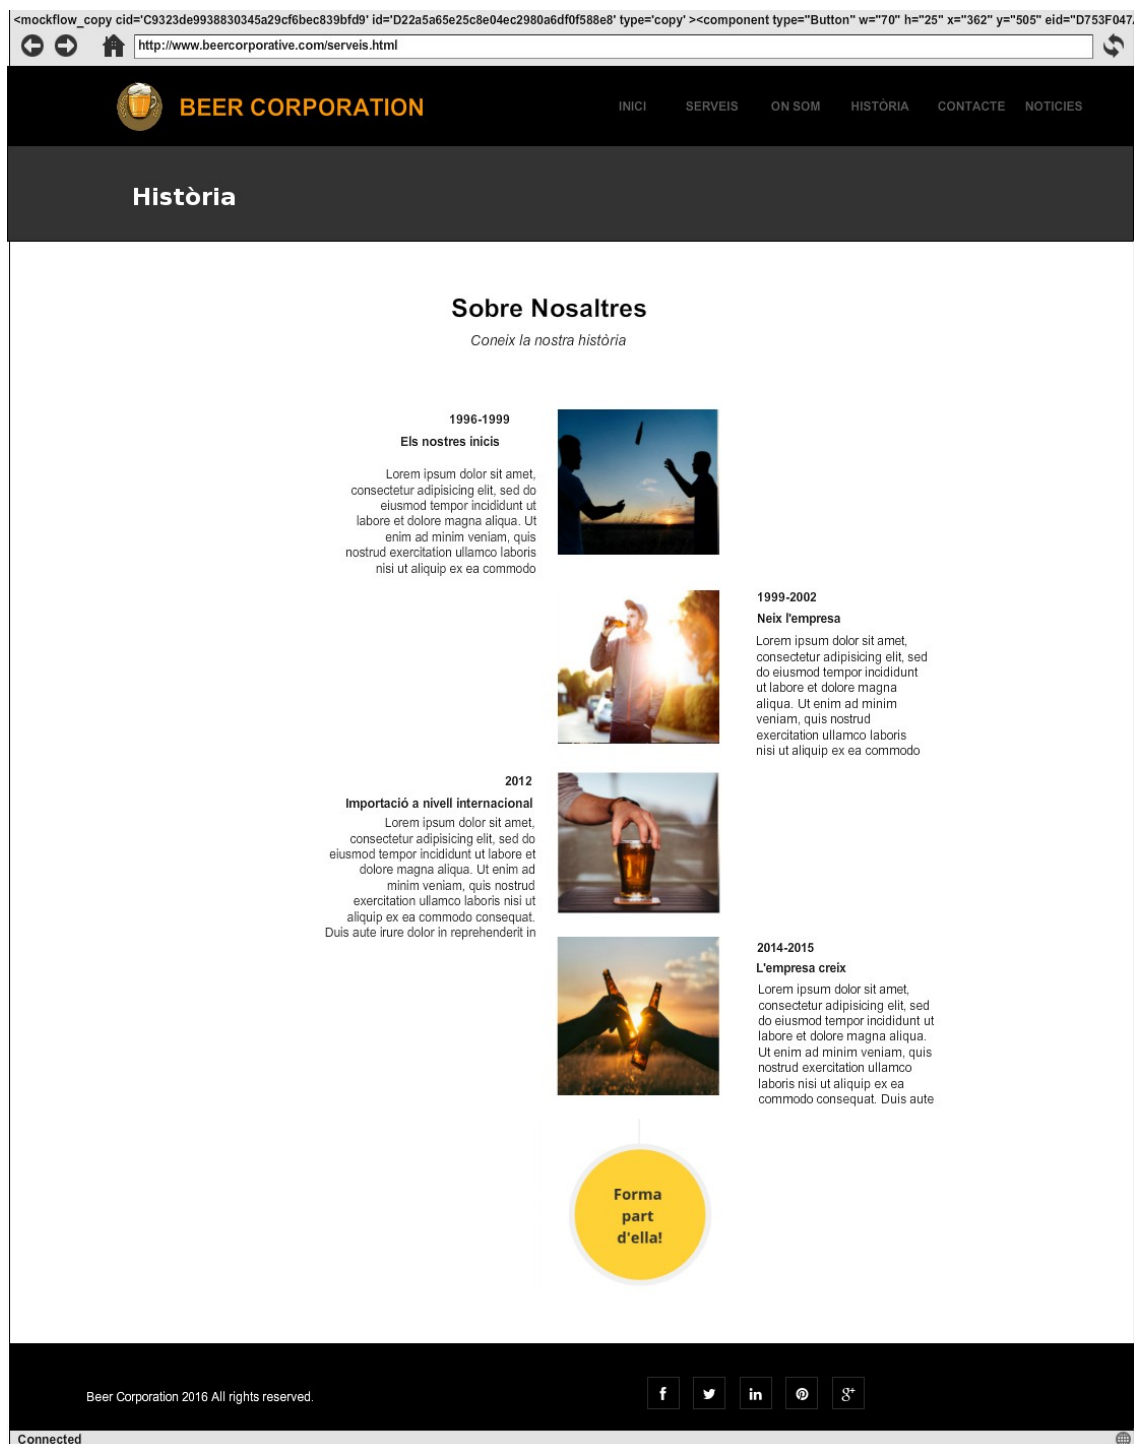 <mockflow_copy cid='C9323de9938830345a29cf6bec839bfd9' id='D22a5a65e25c8e04ec2980a6df0f588e8' type='copy' ><component type="Button" w="70" h="25" x="362" y="505" eid="D753F047
http://www.beercorporative.com/serveis.html
BEER CORPORATION
INICI SERVEIS ON SOM HISTÒRIA CONTACTE NOTICIES
Història
Sobre Nosaltres
Coneix la nostra història
1996-1999
Els nostres inicis
Lorem ipsum dolor sit amet,
consectetur adipisicing elit, sed do
eiusmod tempor incididunt ut
labore et dolore magna aliqua. Ut
enim ad minim veniam, quis
nostrud exercitation ullamco laboris
nisi ut aliquip ex ea commodo
1999-2002
Neix l'empresa
Lorem ipsum dolor sit amet,
consectetur adipisicing elit, sed
do eiusmod tempor incididunt
ut labore et dolore magna
aliqua. Ut enim ad minim
veniam, quis nostrud
exercitation ullamco laboris
nisi ut aliquip ex ea commodo
2012
Importació a nivell internacional
Lorem ipsum dolor sit amet,
consectetur adipisicing elit, sed do
eiusmod tempor incididunt ut labore et
dolore magna aliqua. Ut enim ad
minim veniam, quis nostrud
exercitation ullamco laboris nisi ut
aliquip ex ea commodo consequat.
Duis aute irure dolor in reprehenderit in
2014-2015
L'empresa creix
Lorem ipsum dolor sit amet,
consectetur adipisicing elit, sed
do eiusmod tempor incididunt ut
labore et dolore magna aliqua.
Ut enim ad minim veniam, quis
nostrud exercitation ullamco
laboris nisi ut aliquip ex ea
commodo consequat. Duis aute
Forma
part
d'ella!
Beer Corporation 2016 All rights reserved.
Connected